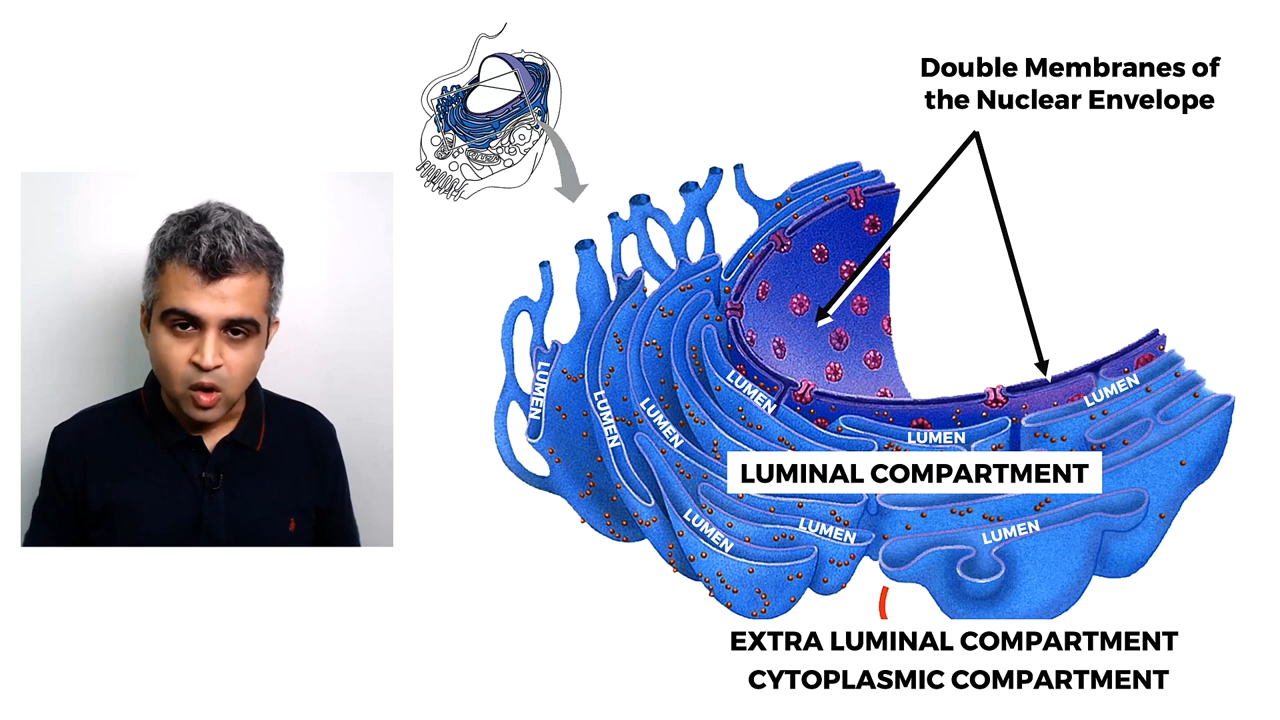 Double Membranes of
the Nuclear Envelope
LUMEN
LUMEN
LUMEN
LUMEN
LUMEN
LUMEN
LUMINAL COMPARTMENT
LUMEN
LUMEN
LUMEN
EXTRA LUMINAL COMPARTMENT
CYTOPLASMIC COMPARTMENT